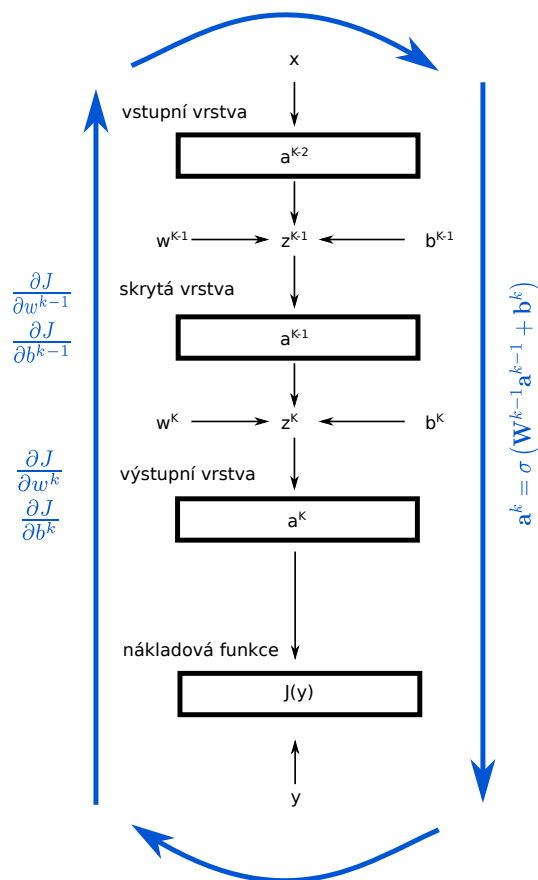 x
vstupní vrstva
a^{K-2}
w^{K-1} z^{K-1} b^{K-1}
skrytá vrstva
a^{K-1}
w^K z^K b^K
výstupní vrstva
a^K
nákladová funkce
J(y)
y
∂J/∂w^{k−1}
∂J/∂b^{k−1}
∂J/∂w^k
∂J/∂b^k
a^k = σ (W^{k−1}a^{k−1} + b^k)